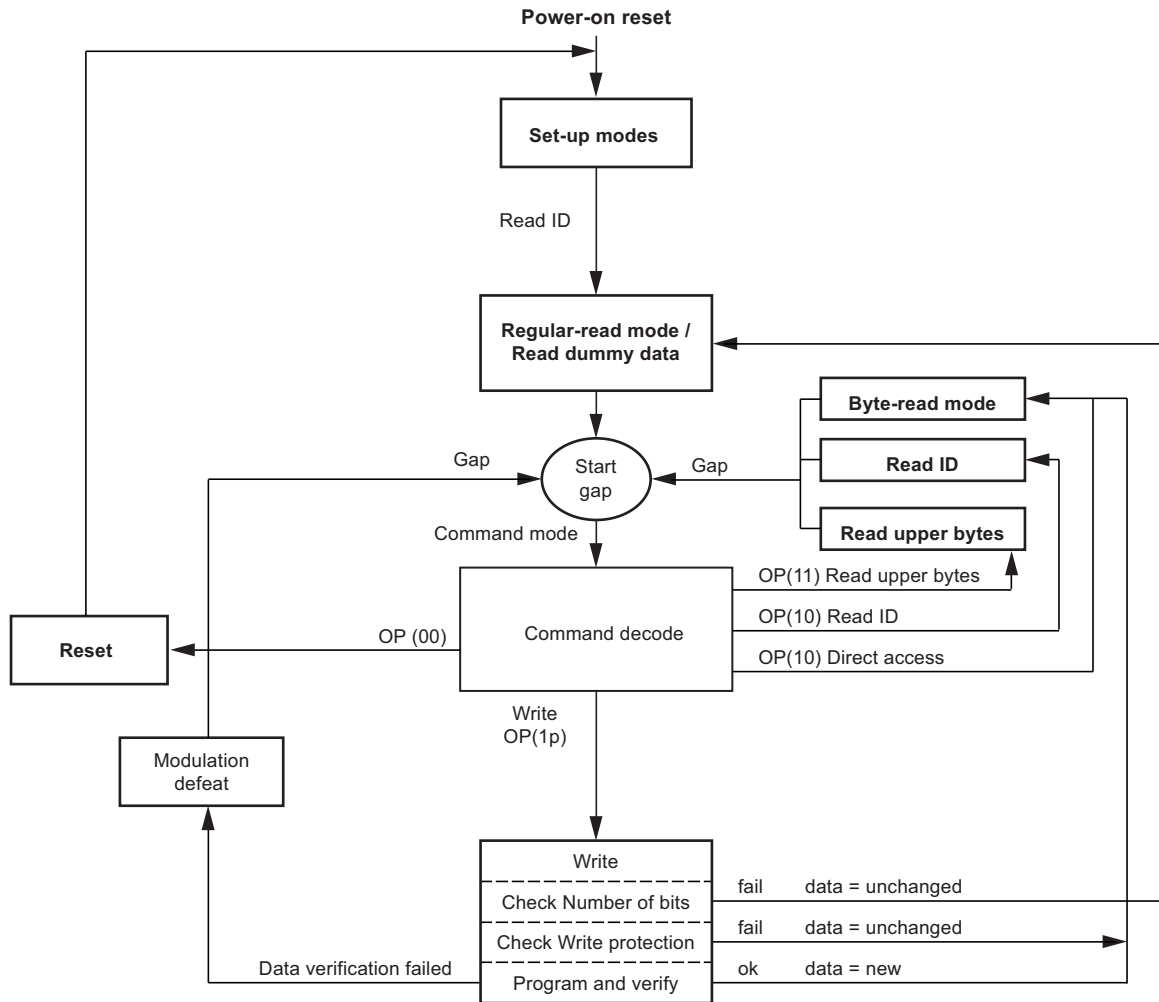 Power-on reset
Set-up modes
Read ID
Regular-read mode /
Read dummy data
Byte-read mode
Gap
Start
gap
Gap
Read ID
Command mode
Read upper bytes
OP(11) Read upper bytes
OP (00)
Command decode
OP(10) Read ID
Reset
OP(10) Direct access
Write
OP(1p)
Modulation
defeat
Write
Check Number of bits
fail data = unchanged
Check Write protection
fail data = unchanged
Data verification failed
Program and verify
ok data = new